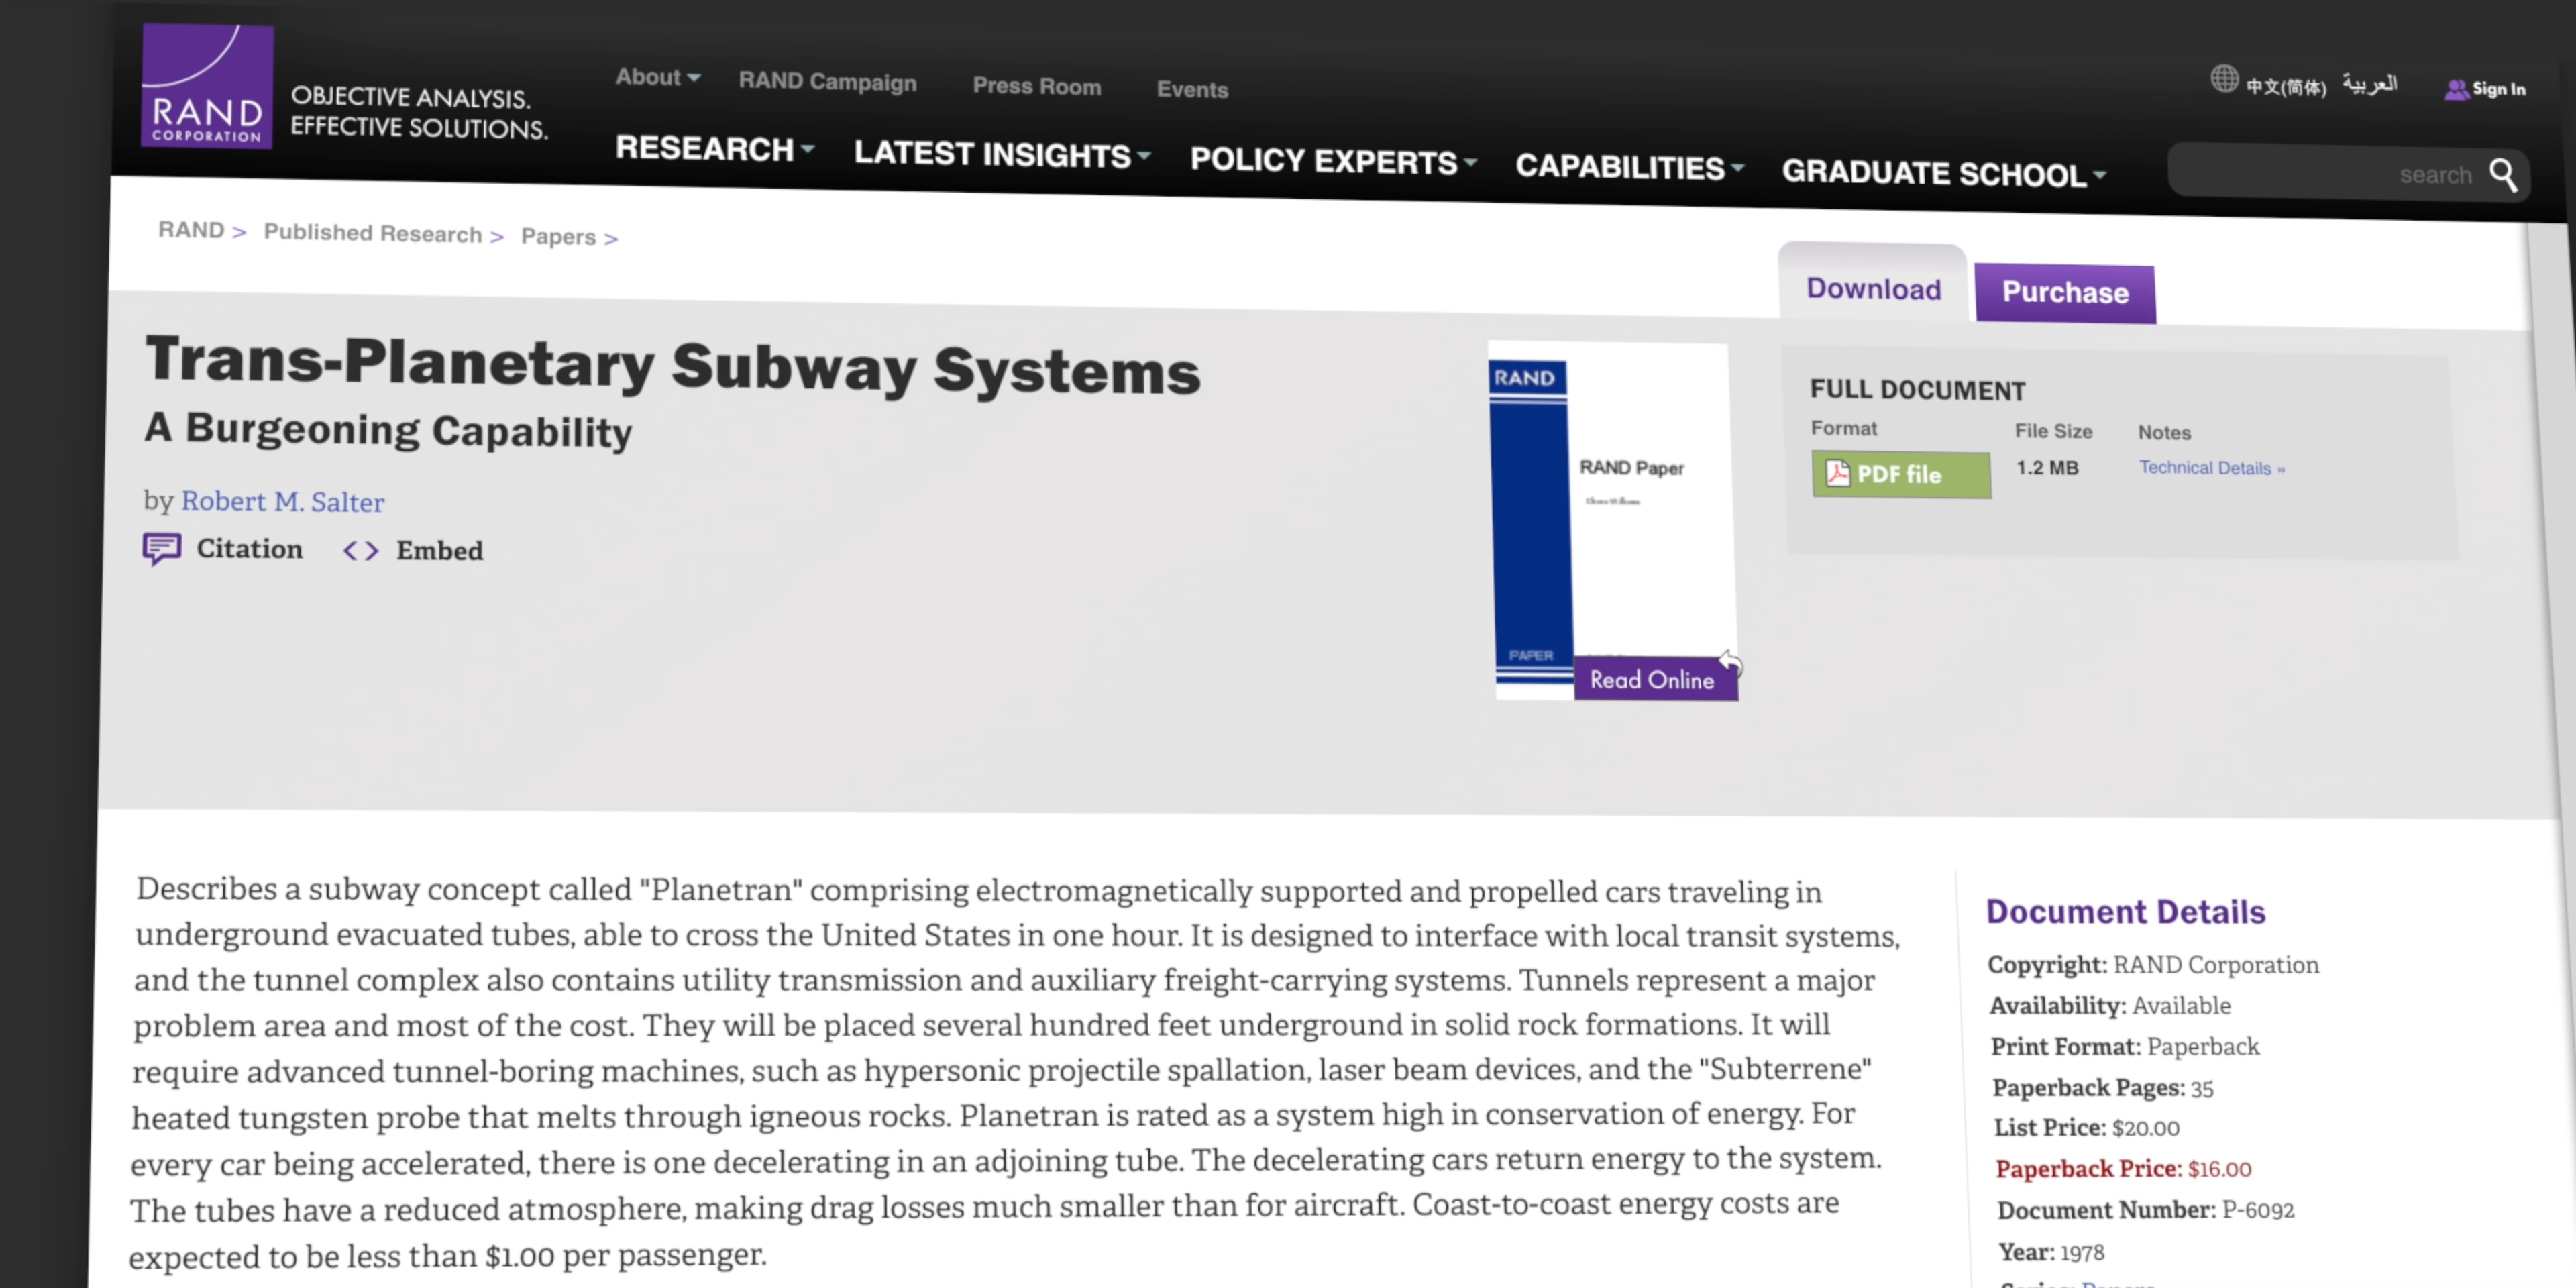 RAND
CORPORATION
OBJECTIVE ANALYSIS.
EFFECTIVE SOLUTIONS.
About
RAND Campaign
Press Room
Events
中文(简体)
العربية
Sign In
RESEARCH
LATEST INSIGHTS
POLICY EXPERTS
CAPABILITIES
GRADUATE SCHOOL
search
RAND > Published Research > Papers >
Download
Purchase
Trans-Planetary Subway Systems
A Burgeoning Capability
by Robert M. Salter
Citation <> Embed
RAND
RAND Paper
PAPER
Read Online
FULL DOCUMENT
Format File Size Notes
PDF file 1.2 MB Technical Details »
Describes a subway concept called "Planetran" comprising electromagnetically supported and propelled cars traveling in
underground evacuated tubes, able to cross the United States in one hour. It is designed to interface with local transit systems,
and the tunnel complex also contains utility transmission and auxiliary freight-carrying systems. Tunnels represent a major
problem area and most of the cost. They will be placed several hundred feet underground in solid rock formations. It will
require advanced tunnel-boring machines, such as hypersonic projectile spallation, laser beam devices, and the "Subterrene"
heated tungsten probe that melts through igneous rocks. Planetran is rated as a system high in conservation of energy. For
every car being accelerated, there is one decelerating in an adjoining tube. The decelerating cars return energy to the system.
The tubes have a reduced atmosphere, making drag losses much smaller than for aircraft. Coast-to-coast energy costs are
expected to be less than $1.00 per passenger.
Document Details
Copyright: RAND Corporation
Availability: Available
Print Format: Paperback
Paperback Pages: 35
List Price: $20.00
Paperback Price: $16.00
Document Number: P-6092
Year: 1978